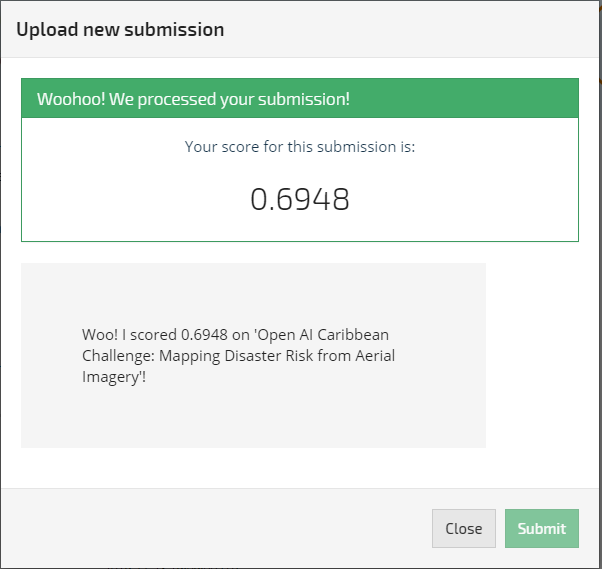 Upload new submission
Woohoo! We processed your submission!
Your score for this submission is:
0.6948
Woo! I scored 0.6948 on 'Open AI Caribbean
Challenge: Mapping Disaster Risk from Aerial
Imagery'!
Close
Submit